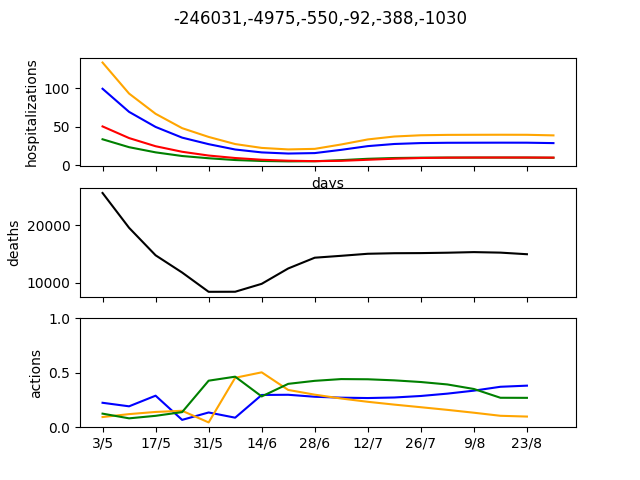 -246031,-4975,-550,-92,-388,-1030
hospitalizations
100
50
0
days
deaths
20000
10000
actions
1.0
0.5
0.0
3/5 17/5 31/5 14/6 28/6 12/7 26/7 9/8 23/8